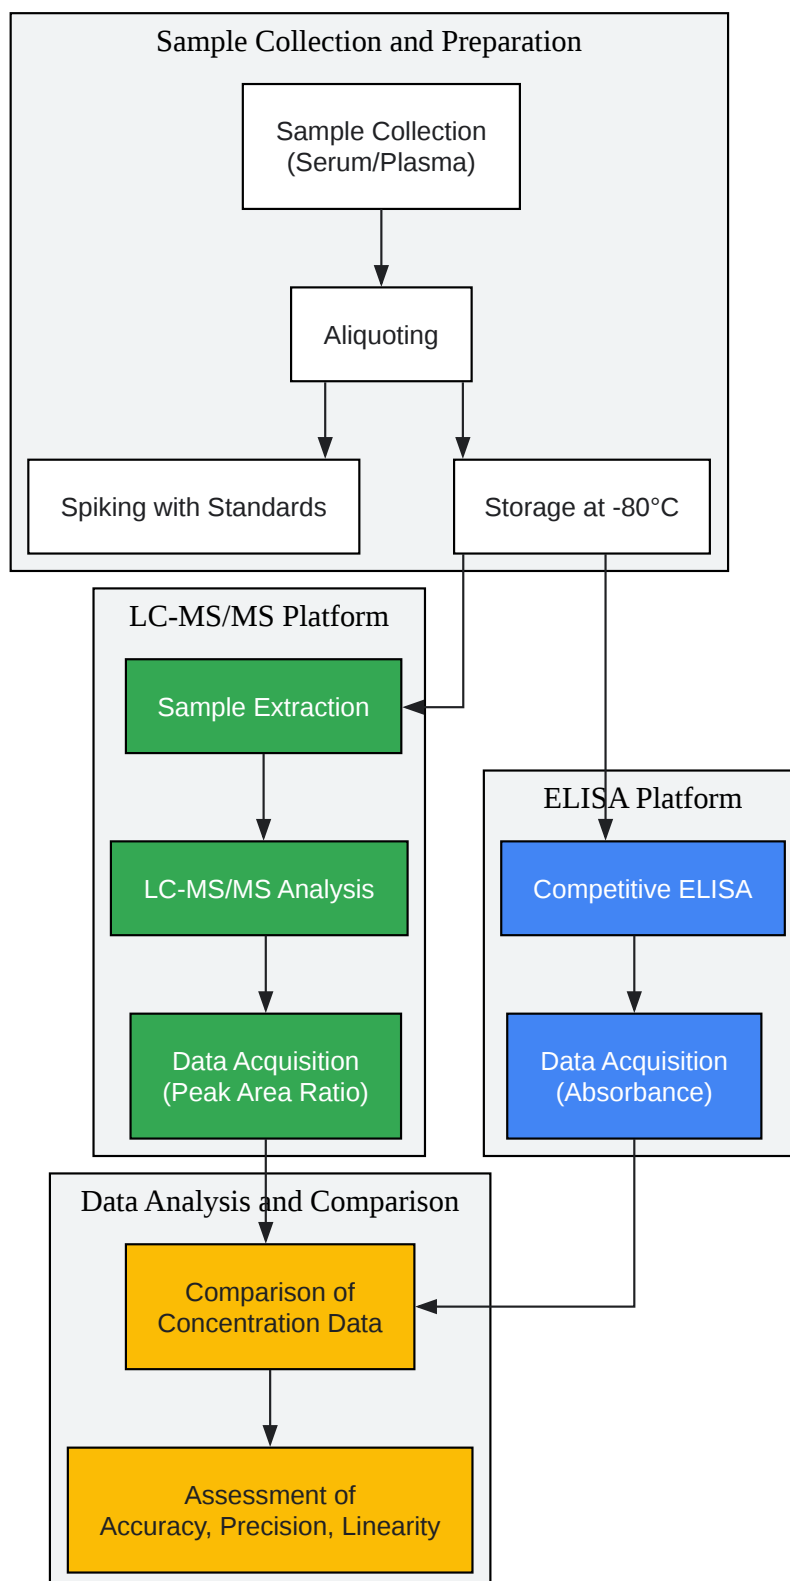 Sample Collection and Preparation
Sample Collection
(Serum/Plasma)
Aliquoting
Spiking with Standards
Storage at -80°C
LC-MS/MS Platform
Sample Extraction
ELISA Platform
LC-MS/MS Analysis
Competitive ELISA
Data Acquisition
(Peak Area Ratio)
Data Acquisition
(Absorbance)
Data Analysis and Comparison
Comparison of
Concentration Data
Assessment of
Accuracy, Precision, Linearity